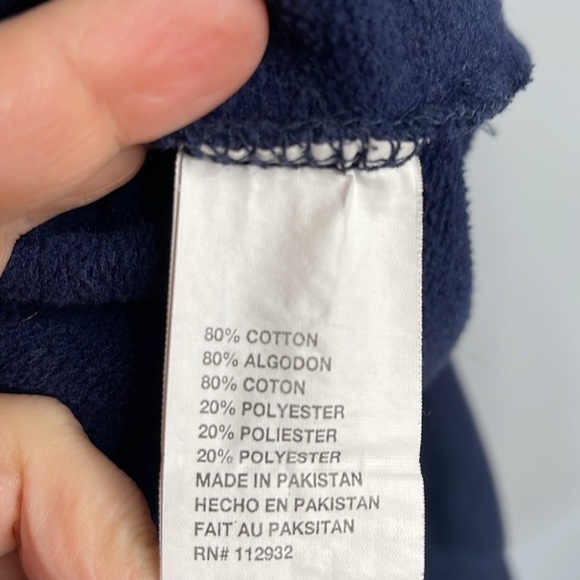 80% COTTON
80% ALGODON
80% COTON
20% POLYESTER
20% POLIESTER
20% POLYESTER
MADE IN PAKISTAN
HECHO EN PAKISTAN
FAIT AU PAKSITAN
RN# 112932